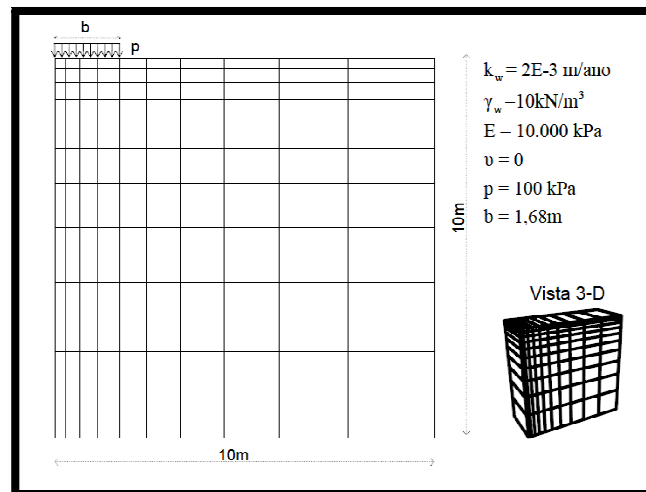 b
p
k_w = 2E-3 m/ano
γ_w = 10kN/m³
E = 10.000 kPa
υ = 0
p = 100 kPa
b = 1,68m
10m
Vista 3-D
10m